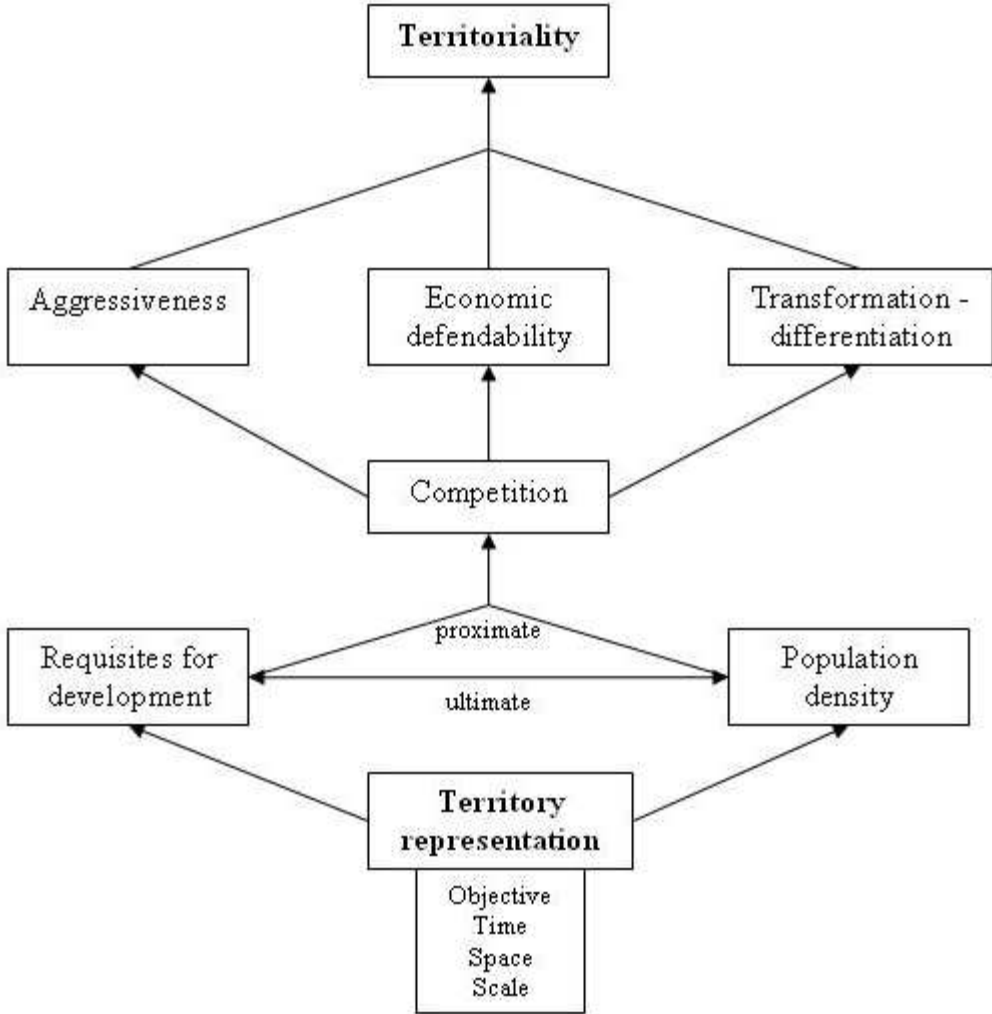 Territoriality
Aggressiveness
Economic
defendability
Transformation -
differentiation
Competition
proximate
Requisites for
development
Population
density
ultimate
Territory
representation
Objective
Time
Space
Scale